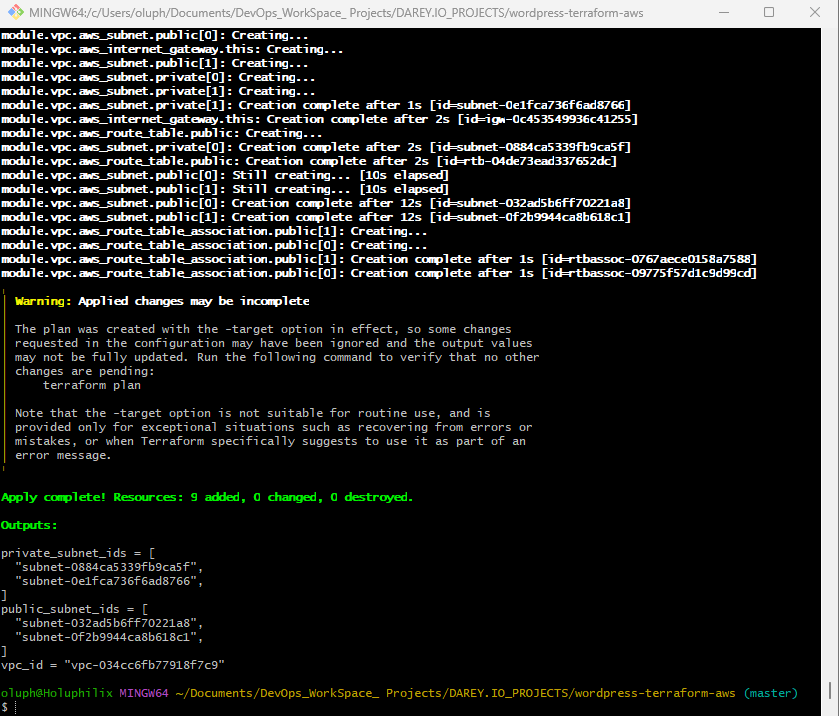 MINGW64:/c/Users/oluph/Documents/DevOps_WorkSpace_ Projects/DAREY.IO_PROJECTS/wordpress-terraform-aws
module.vpc.aws_subnet.public[0]: Creating...
module.vpc.aws_internet_gateway.this: Creating...
module.vpc.aws_subnet.public[1]: Creating...
module.vpc.aws_subnet.private[0]: Creating...
module.vpc.aws_subnet.private[1]: Creating...
module.vpc.aws_subnet.private[1]: Creation complete after 1s [id=subnet-0e1fca736f6ad8766]
module.vpc.aws_internet_gateway.this: Creation complete after 2s [id=igw-0c453549936c41255]
module.vpc.aws_route_table.public: Creating...
module.vpc.aws_subnet.private[0]: Creation complete after 2s [id=subnet-0884ca5339fb9ca5f]
module.vpc.aws_route_table.public: Creation complete after 2s [id=rtb-04de73ead337652dc]
module.vpc.aws_subnet.public[0]: Still creating... [10s elapsed]
module.vpc.aws_subnet.public[1]: Still creating... [10s elapsed]
module.vpc.aws_subnet.public[0]: Creation complete after 12s [id=subnet-032ad5b6ff70221a8]
module.vpc.aws_subnet.public[1]: Creation complete after 12s [id=subnet-0f2b9944ca8b618c1]
module.vpc.aws_route_table_association.public[1]: Creating...
module.vpc.aws_route_table_association.public[0]: Creating...
module.vpc.aws_route_table_association.public[1]: Creation complete after 1s [id=rtbassoc-0767aece0158a7588]
module.vpc.aws_route_table_association.public[0]: Creation complete after 1s [id=rtbassoc-09775f57d1c9d99cd]
Warning: Applied changes may be incomplete
The plan was created with the -target option in effect, so some changes
requested in the configuration may have been ignored and the output values
may not be fully updated. Run the following command to verify that no other
changes are pending:
terraform plan
Note that the -target option is not suitable for routine use, and is
provided only for exceptional situations such as recovering from errors or
mistakes, or when Terraform specifically suggests to use it as part of an
error message.
Apply complete! Resources: 9 added, 0 changed, 0 destroyed.
Outputs:
private_subnet_ids = [
"subnet-0884ca5339fb9ca5f",
"subnet-0e1fca736f6ad8766",
]
public_subnet_ids = [
"subnet-032ad5b6ff70221a8",
"subnet-0f2b9944ca8b618c1",
]
vpc_id = "vpc-034cc6fb77918f7c9"
oluph@Holuphilix MINGW64 ~/Documents/DevOps_WorkSpace_ Projects/DAREY.IO_PROJECTS/wordpress-terraform-aws (master)
$